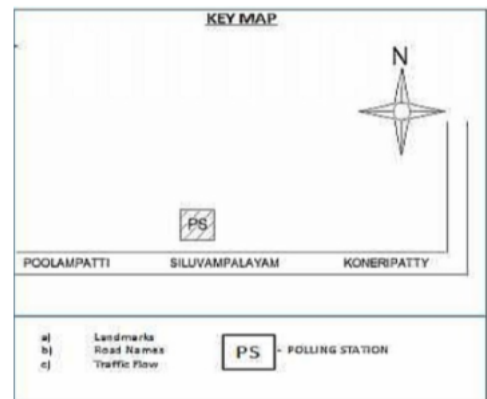 KEY MAP
N
PS
POOLAMPATTI SILUVAMPALAYAM KONERIPATTY
a) Landmarks
b) Road Names
c) Traffic Flow
PS - POLLING STATION